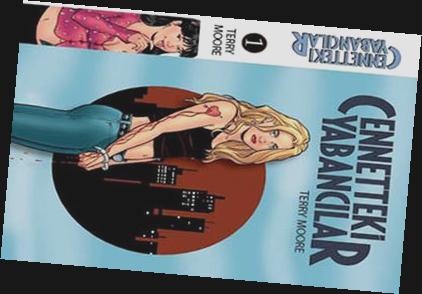 TERRY
MOORE
1
CENNETTEKİ
YABANCILAR
CENNETTEKİ
YABANCILAR
TERRY MOORE